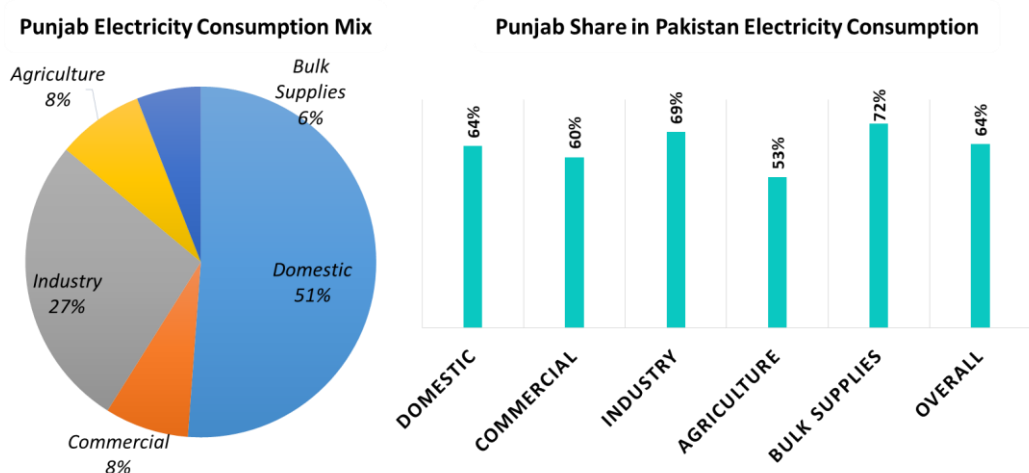 Punjab Electricity Consumption Mix
Agriculture
8%
Bulk
Supplies
6%
Industry
27%
Domestic
51%
Commercial
8%
Punjab Share in Pakistan Electricity Consumption
64%
60%
69%
53%
72%
64%
DOMESTIC
COMMERCIAL
INDUSTRY
AGRICULTURE
BULK SUPPLIES
OVERALL